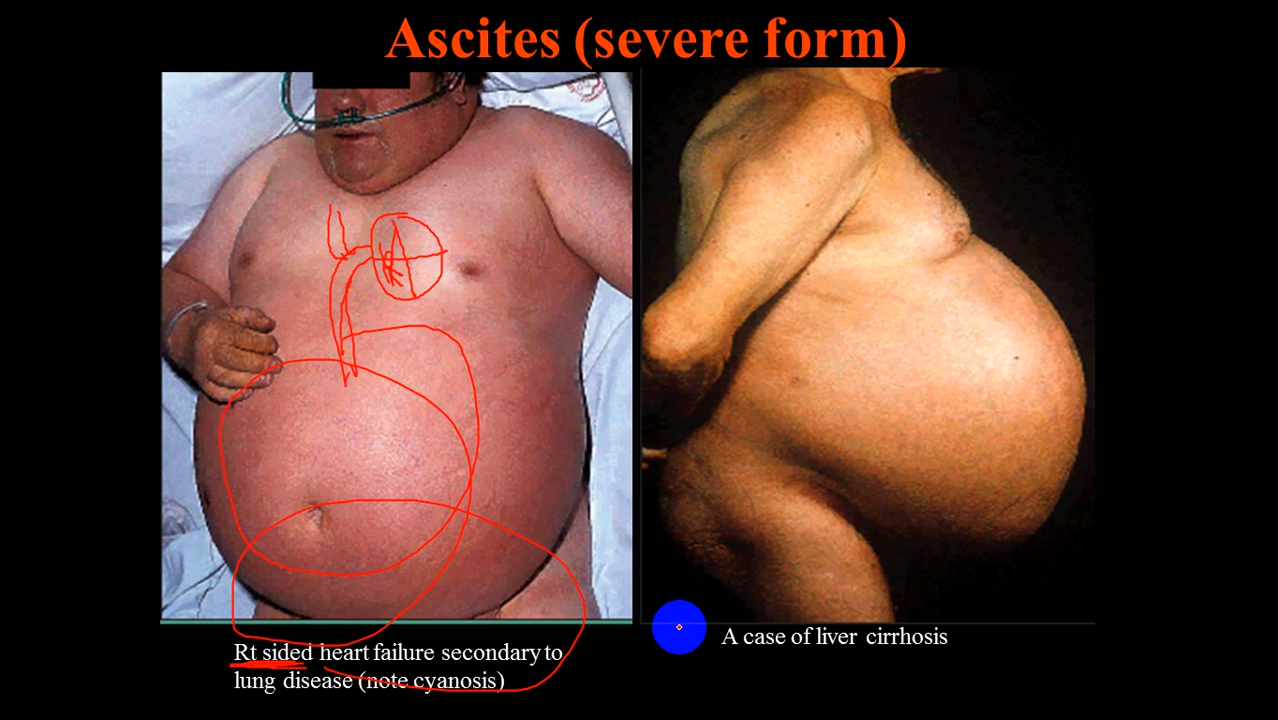 Ascites (severe form)
Rt sided heart failure secondary to
lung disease (note cyanosis)
A case of liver cirrhosis